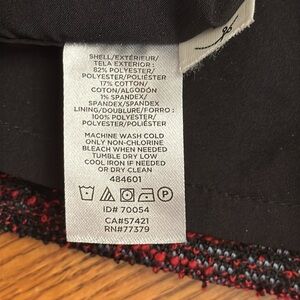 SHELL/EXTÉRIEUR/
TELA EXTERIOR :
82% POLYESTER/
POLYESTER/POLIÉSTER
17% COTTON/
COTON/ALGODÓN
1% SPANDEX/
SPANDEX/SPANDEX
LINING/DOUBLURE/FORRO :
100% POLYESTER/
POLYESTER/POLIÉSTER
MACHINE WASH COLD
ONLY NON-CHLORINE
BLEACH WHEN NEEDED
TUMBLE DRY LOW
COOL IRON IF NEEDED
OR DRY CLEAN
484601
ID# 70054
CA#57421
RN#77379